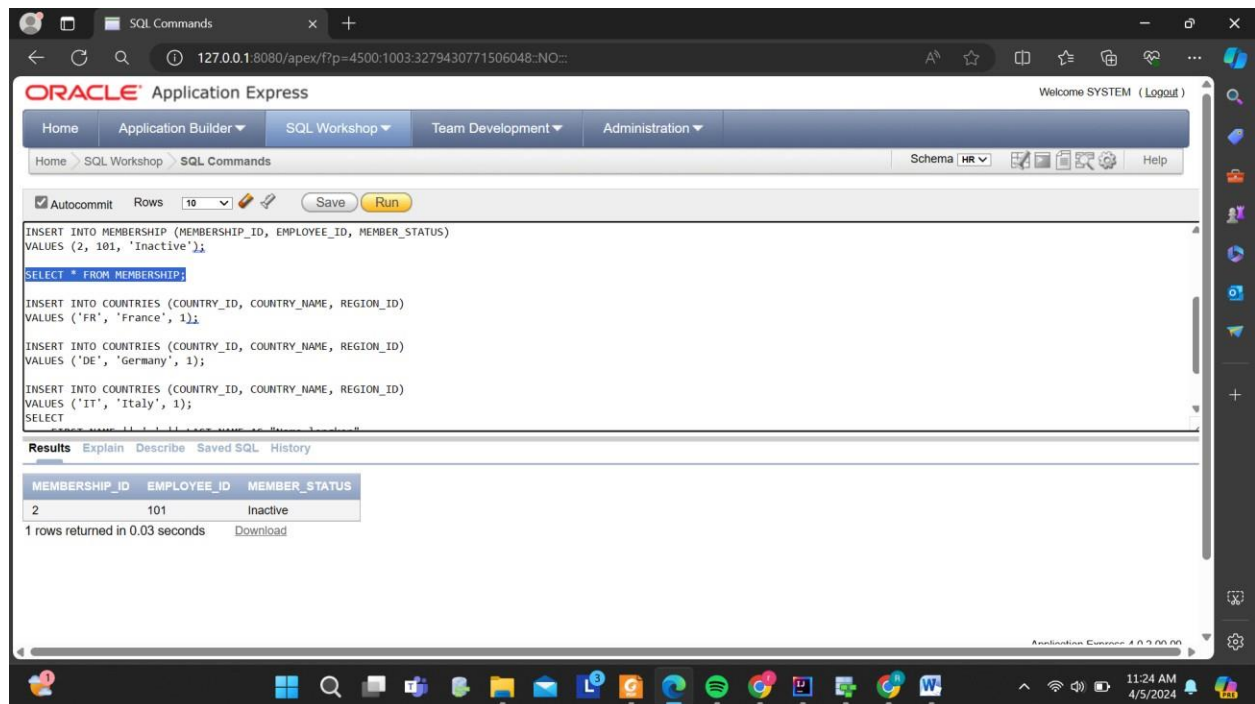 SQL Commands
127.0.0.1:8080/apex/f?p=4500:1003:3279430771506048::NO:::
ORACLE Application Express
Welcome SYSTEM ( Logout )
Home Application Builder SQL Workshop Team Development Administration
Home SQL Workshop SQL Commands
Schema HR Help
Autocommit Rows 10 Save Run
INSERT INTO MEMBERSHIP (MEMBERSHIP_ID, EMPLOYEE_ID, MEMBER_STATUS)
VALUES (2, 101, 'Inactive');
SELECT * FROM MEMBERSHIP;
INSERT INTO COUNTRIES (COUNTRY_ID, COUNTRY_NAME, REGION_ID)
VALUES ('FR', 'France', 1);
INSERT INTO COUNTRIES (COUNTRY_ID, COUNTRY_NAME, REGION_ID)
VALUES ('DE', 'Germany', 1);
INSERT INTO COUNTRIES (COUNTRY_ID, COUNTRY_NAME, REGION_ID)
VALUES ('IT', 'Italy', 1);
SELECT
Results Explain Describe Saved SQL History
MEMBERSHIP_ID EMPLOYEE_ID MEMBER_STATUS
2 101 Inactive
1 rows returned in 0.03 seconds Download
Application Express
11:24 AM
4/5/2024